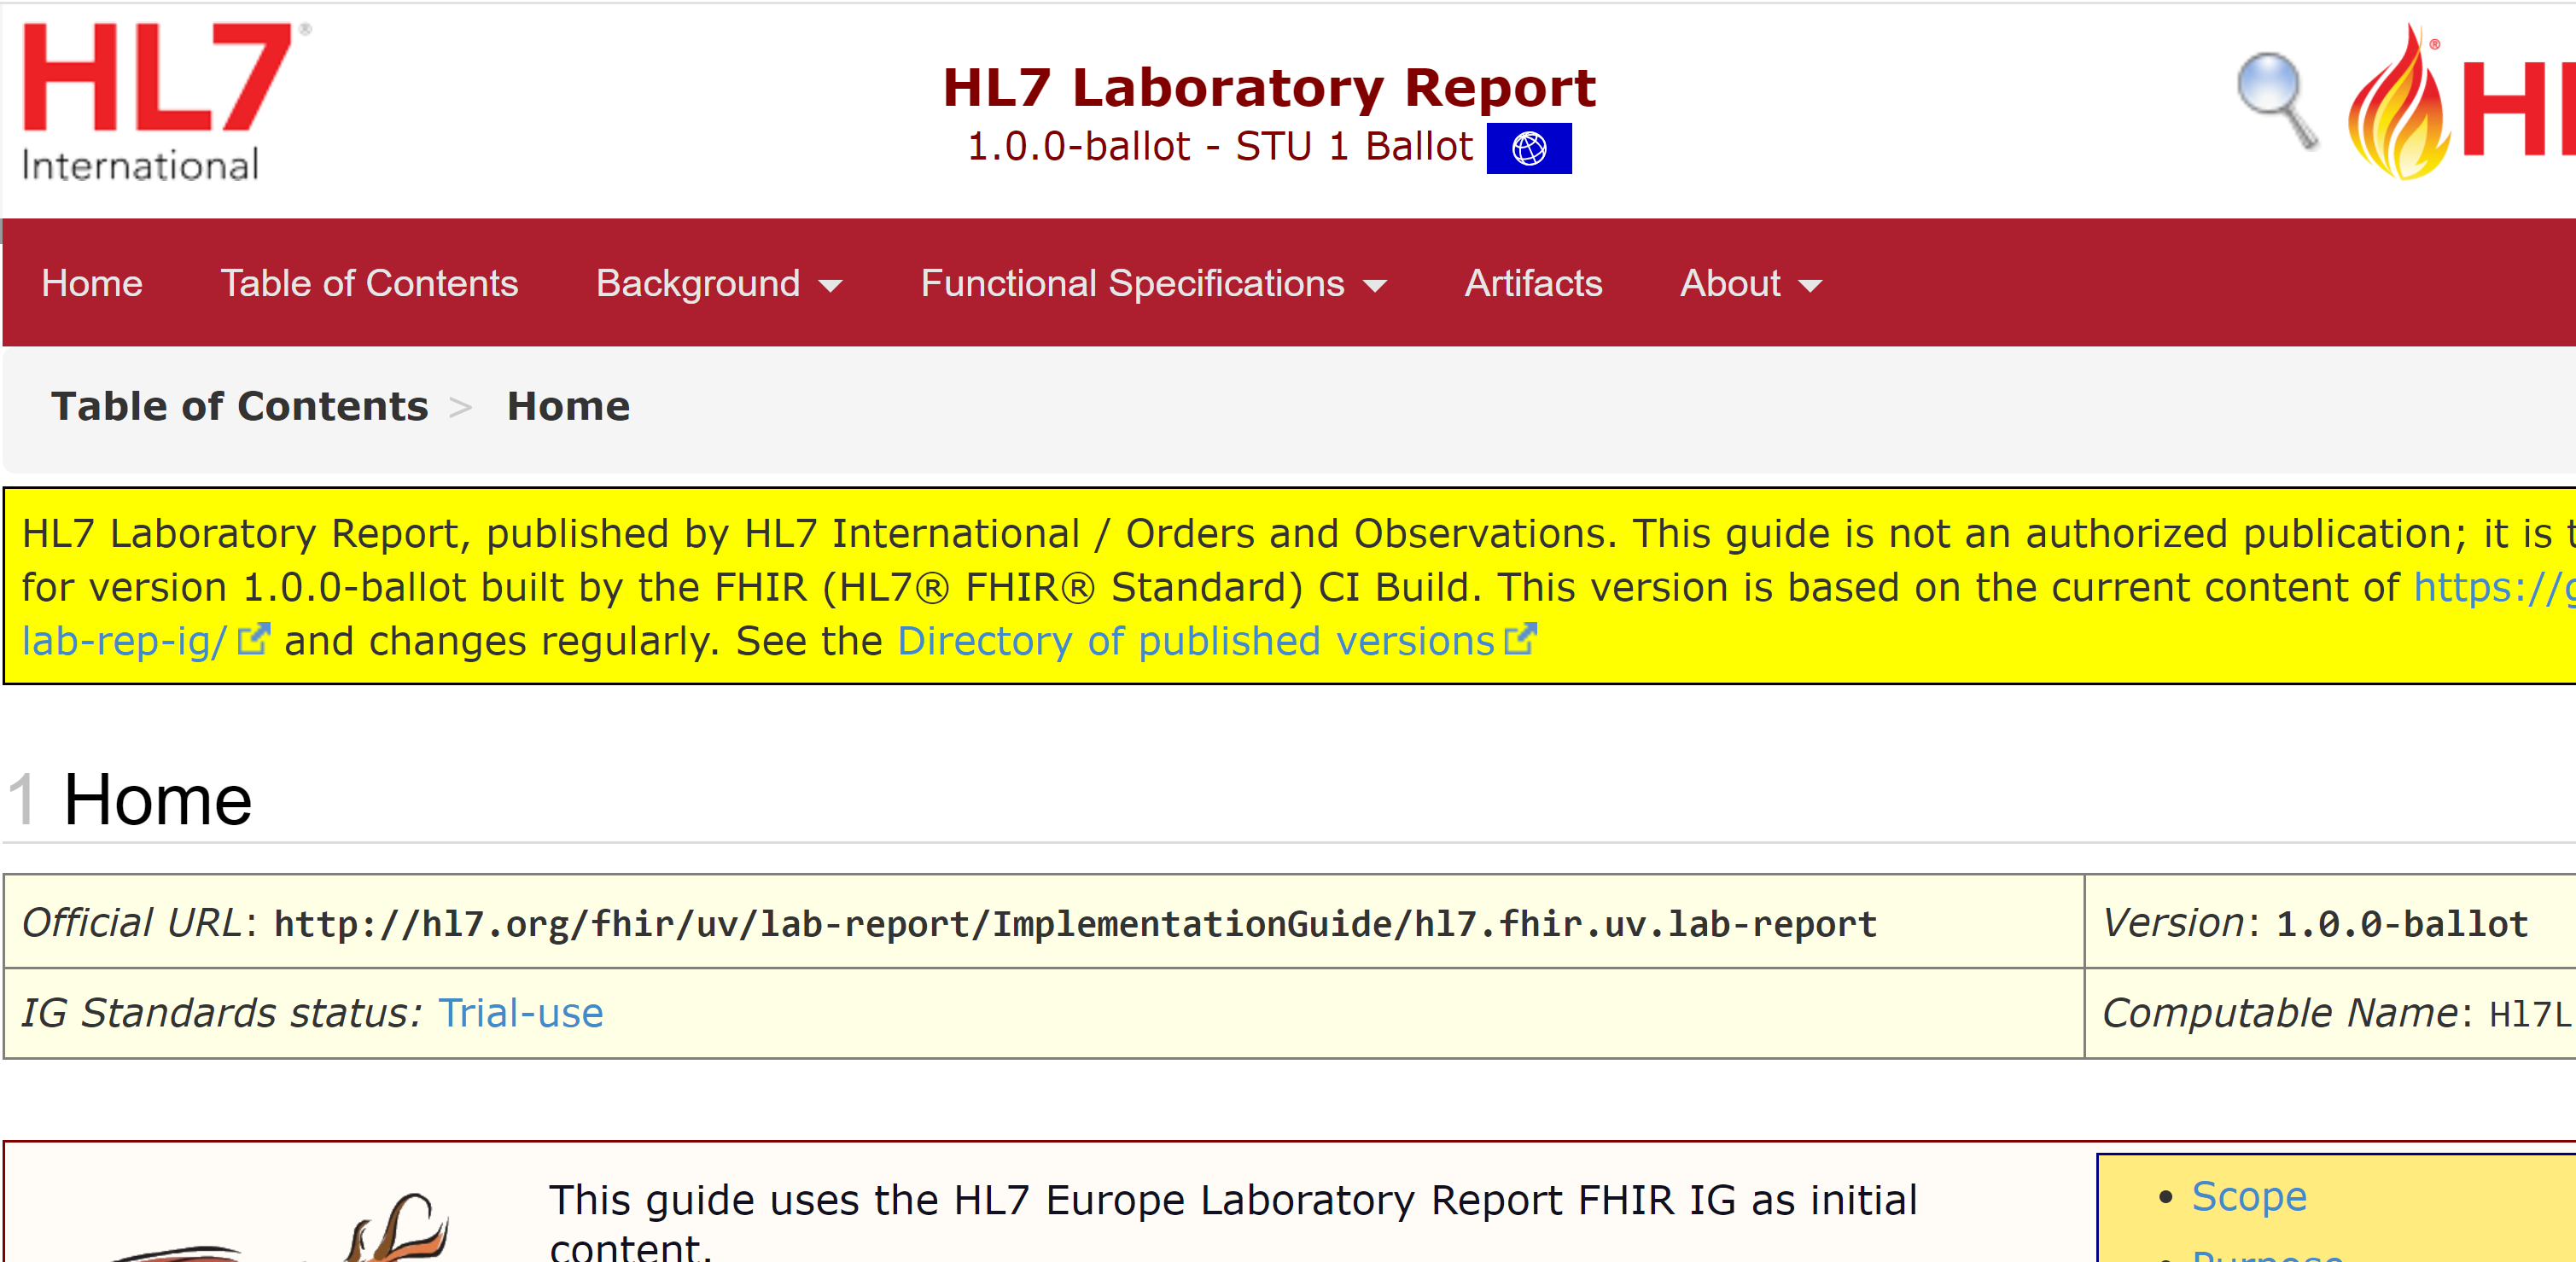 HL7®
International
HL7 Laboratory Report
1.0.0-ballot - STU 1 Ballot
®
Home Table of Contents Background Functional Specifications Artifacts About
Table of Contents > Home
HL7 Laboratory Report, published by HL7 International / Orders and Observations. This guide is not an authorized publication; it is
for version 1.0.0-ballot built by the FHIR (HL7® FHIR® Standard) CI Build. This version is based on the current content of https://g
lab-rep-ig/ and changes regularly. See the Directory of published versions
1 Home
Official URL: http://hl7.org/fhir/uv/lab-report/ImplementationGuide/hl7.fhir.uv.lab-report Version: 1.0.0-ballot
IG Standards status: Trial-use Computable Name: Hl7L
This guide uses the HL7 Europe Laboratory Report FHIR IG as initial
content.
• Scope
• Purpose